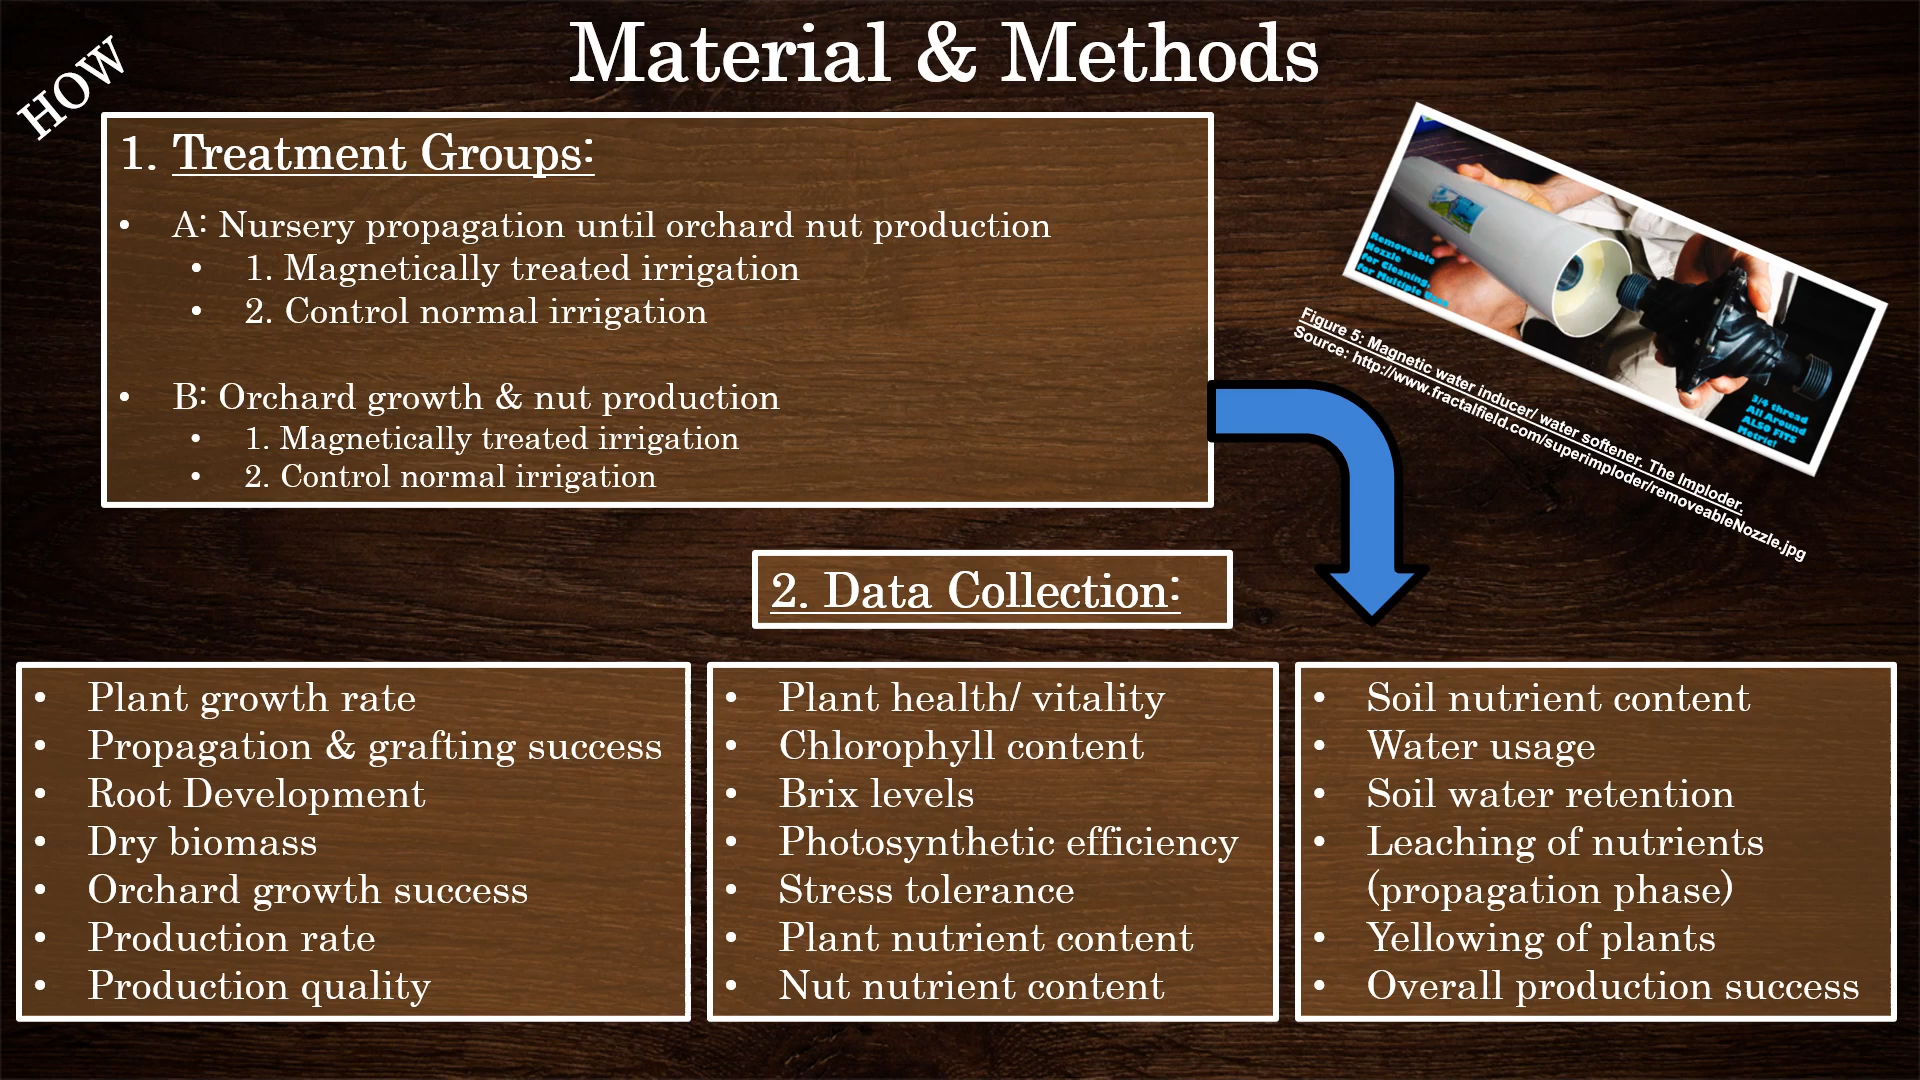 HOW
Material & Methods
1. Treatment Groups:
• A: Nursery propagation until orchard nut production
• 1. Magnetically treated irrigation
• 2. Control normal irrigation
• B: Orchard growth & nut production
• 1. Magnetically treated irrigation
• 2. Control normal irrigation
Removeable
Nozzle
for Cleaning,
for Multiple Uses
3/4 thread
All Around
ALSO FITS
Metric!
Figure 5: Magnetic water inducer/ water softener. The Imploder.
Source: http://www.fractalfield.com/superimploder/removeableNozzle.jpg
2. Data Collection:
• Plant growth rate
• Propagation & grafting success
• Root Development
• Dry biomass
• Orchard growth success
• Production rate
• Production quality
• Plant health/ vitality
• Chlorophyll content
• Brix levels
• Photosynthetic efficiency
• Stress tolerance
• Plant nutrient content
• Nut nutrient content
• Soil nutrient content
• Water usage
• Soil water retention
• Leaching of nutrients
(propagation phase)
• Yellowing of plants
• Overall production success